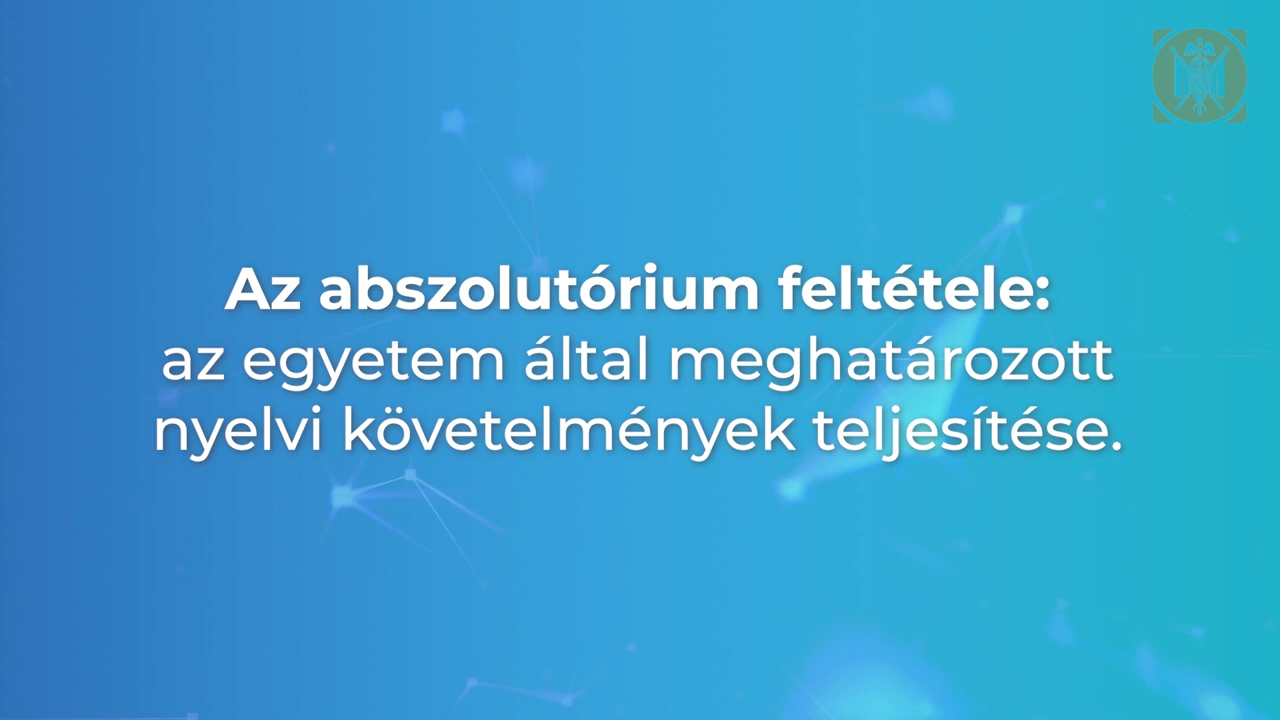 Az abszolutórium feltétele:
az egyetem által meghatározott
nyelvi követelmények teljesítése.